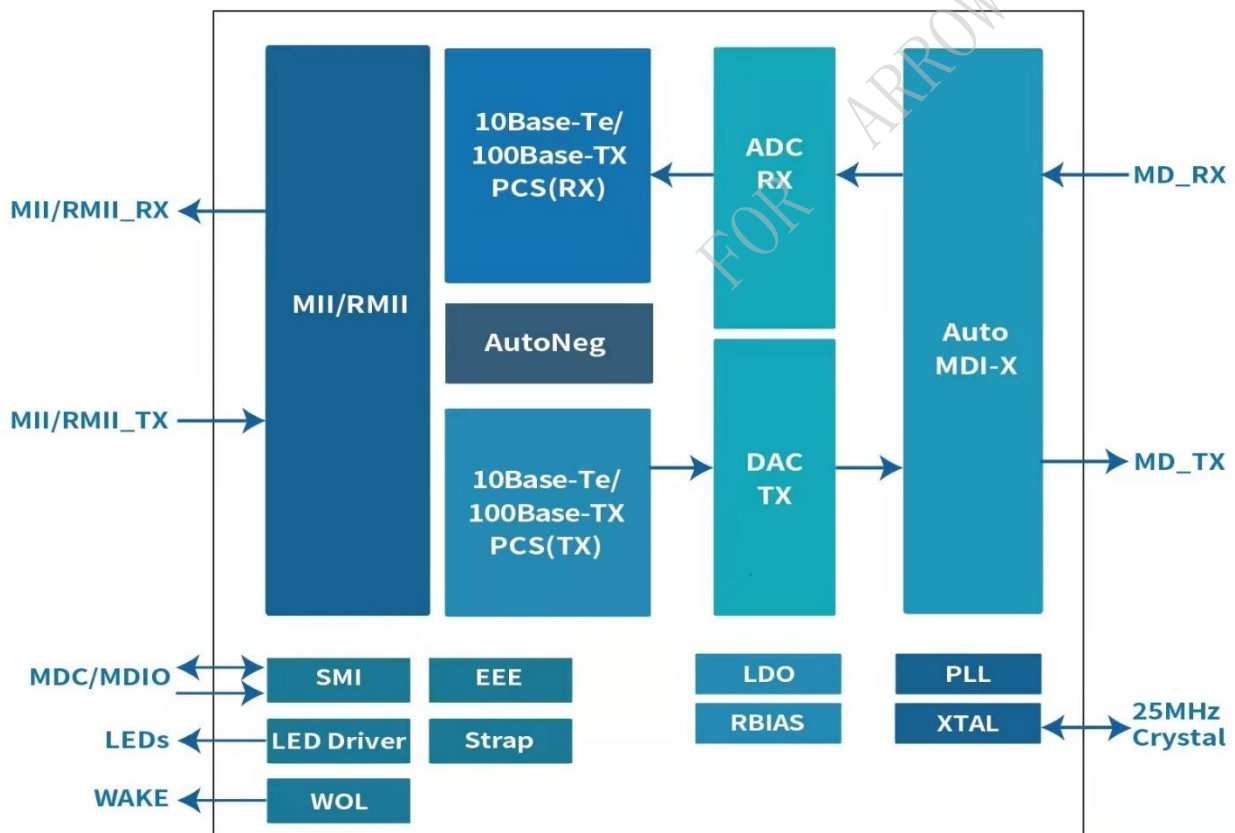 FOR ARROW
10Base-Te/
100Base-TX
PCS(RX)
ADC
RX
MD_RX
MII/RMII_RX
MII/RMII
AutoNeg
Auto
MDI-X
MII/RMII_TX
10Base-Te/
100Base-TX
PCS(TX)
DAC
TX
MD_TX
MDC/MDIO
SMI
EEE
LDO
PLL
LEDs
LED Driver
Strap
RBIAS
XTAL
25MHz
Crystal
WAKE
WOL